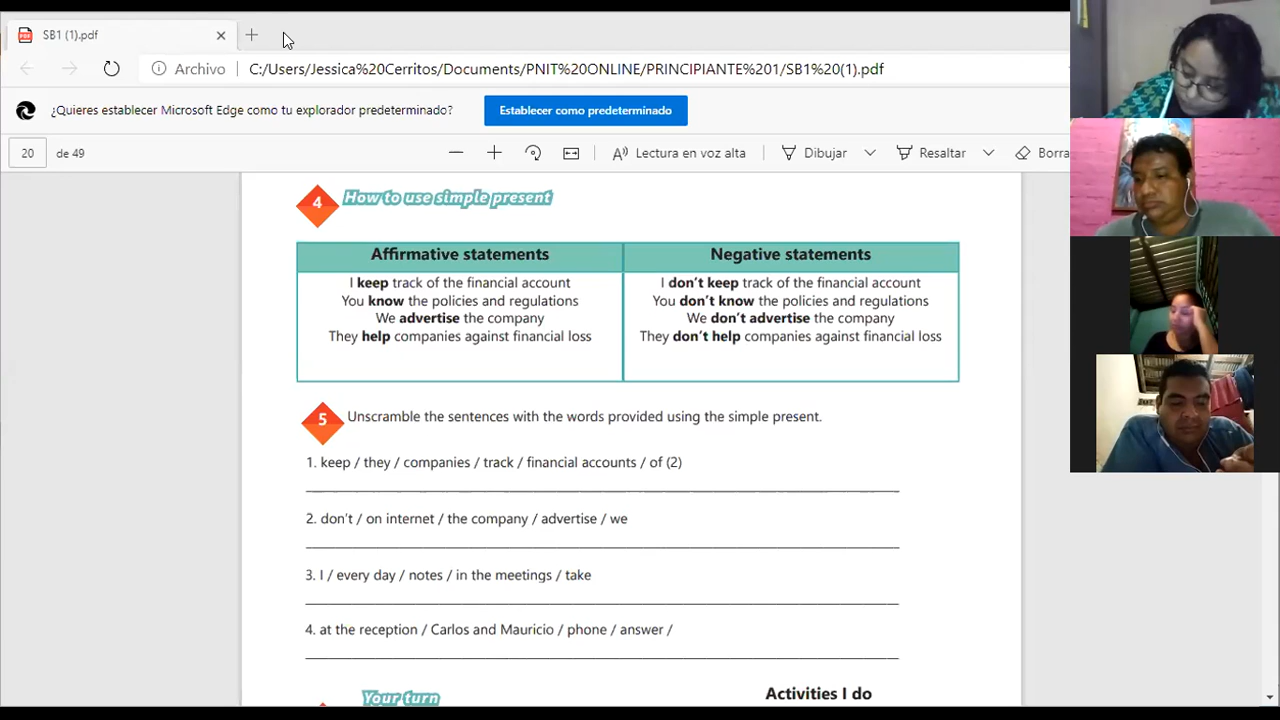 SB1 (1).pdf
Archivo
C:/Users/Jessica%20Cerritos/Documents/PNIT%20ONLINE/PRINCIPIANTE%201/SB1%20(1).pdf
¿Quieres establecer Microsoft Edge como tu explorador predeterminado?
Establecer como predeterminado
20
de 49
Lectura en voz alta
Dibujar
Resaltar
Borra
4 How to use simple present
Affirmative statements
I keep track of the financial account
You know the policies and regulations
We advertise the company
They help companies against financial loss
Negative statements
I don't keep track of the financial account
You don't know the policies and regulations
We don't advertise the company
They don't help companies against financial loss
5 Unscramble the sentences with the words provided using the simple present.
1. keep / they / companies / track / financial accounts / of (2)
2. don't / on internet / the company / advertise / we
3. I / every day / notes / in the meetings / take
4. at the reception / Carlos and Mauricio / phone / answer /
Your turn
Activities I do